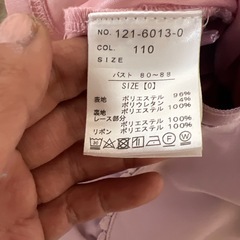 NO. 121-6013-0
COL. 110
SIZE
バスト 80~88
SIZE【0】
表地 ポリエステル 96%
ポリウレタン 4%
裏地 ポリエステル 100%
レース部分 ポリエステル 100%
リボン ポリエステル 100%